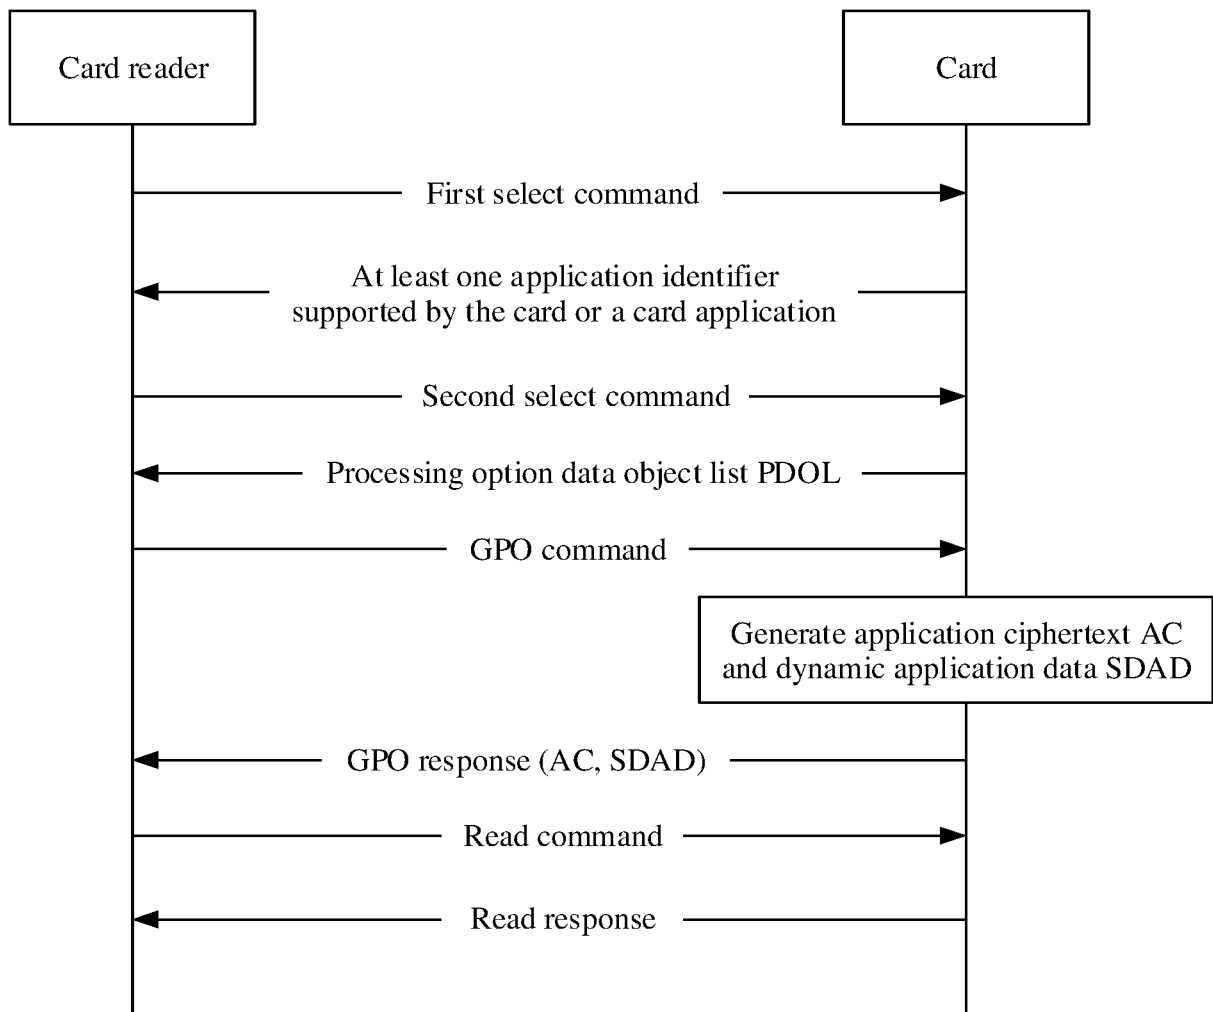 Card reader
Card
First select command
At least one application identifier
supported by the card or a card application
Second select command
Processing option data object list PDOL
GPO command
Generate application ciphertext AC
and dynamic application data SDAD
GPO response (AC, SDAD)
Read command
Read response